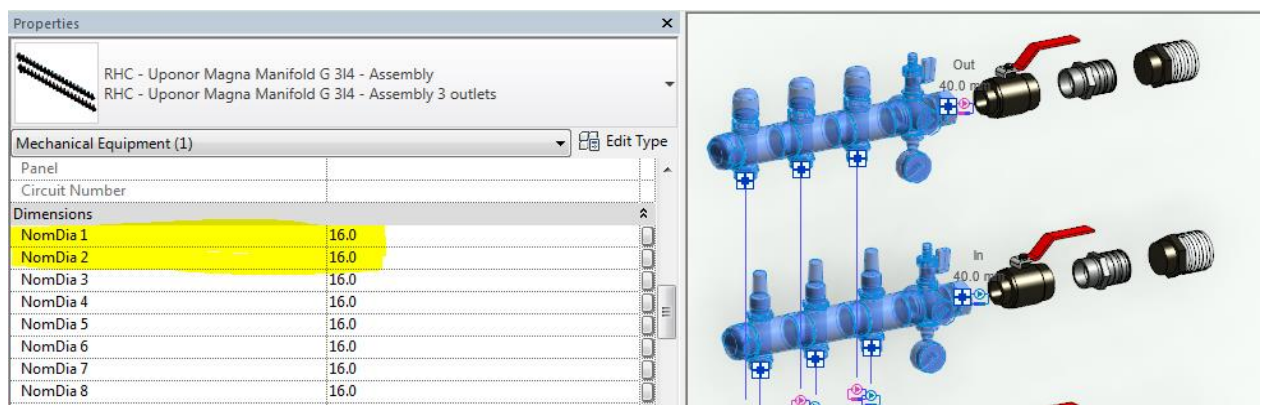 Properties
RHC - Uponor Magna Manifold G 3I4 - Assembly
RHC - Uponor Magna Manifold G 3I4 - Assembly 3 outlets
Mechanical Equipment (1)
Edit Type
Panel
Circuit Number
Dimensions
NomDia 1 16.0
NomDia 2 16.0
NomDia 3 16.0
NomDia 4 16.0
NomDia 5 16.0
NomDia 6 16.0
NomDia 7 16.0
NomDia 8 16.0
Out
40.0 mm
In
40.0 m